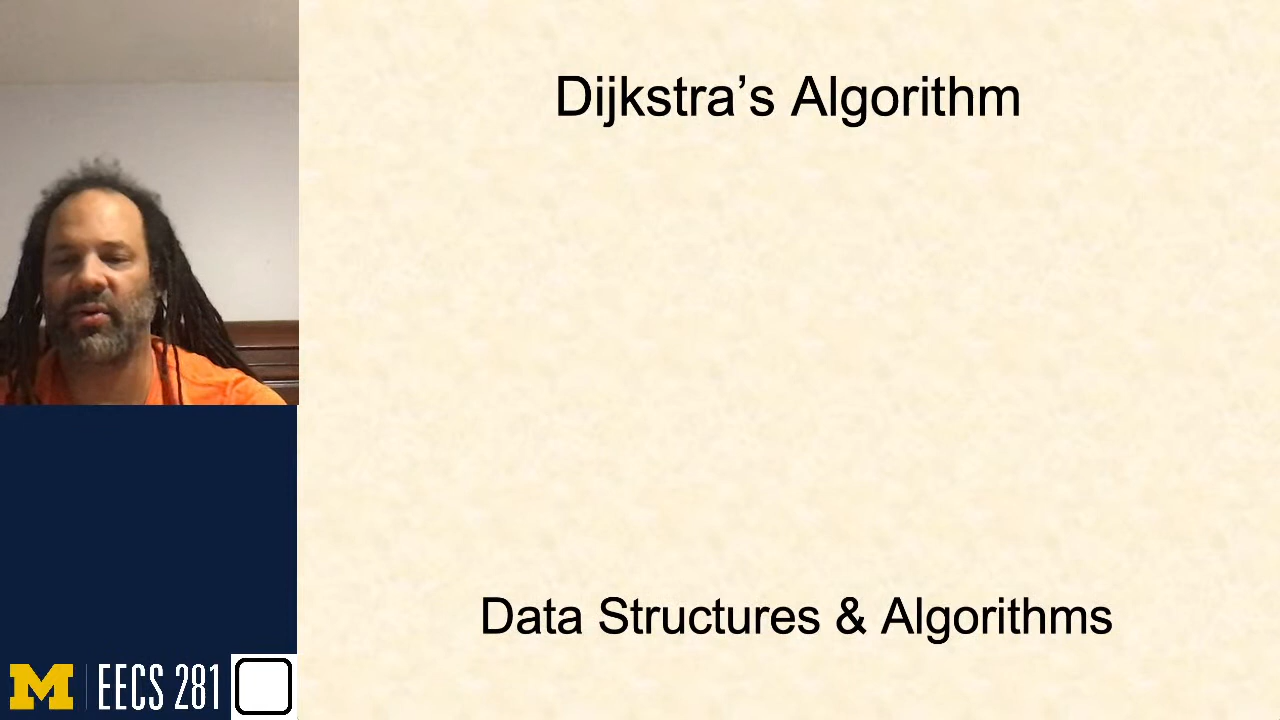 Dijkstra’s Algorithm
Data Structures & Algorithms
M | EECS 281